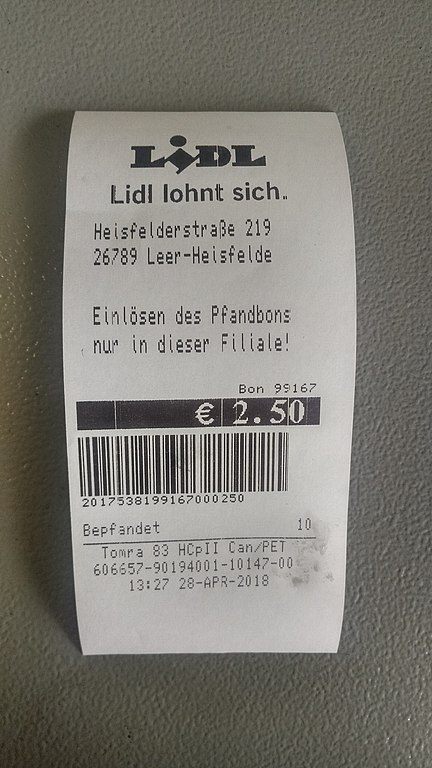 LiDL
Lidl lohnt sich.
Heisfelderstraße 219
26789 Leer-Heisfelde
Einlösen des Pfandbons
nur in dieser Filiale!
Bon 99167
€ 2.50
2017538199167000250
Bepfandet 10
Tomra 83 HCpII Can/PET
606657-90194001-10147-00
13:27 28-APR-2018